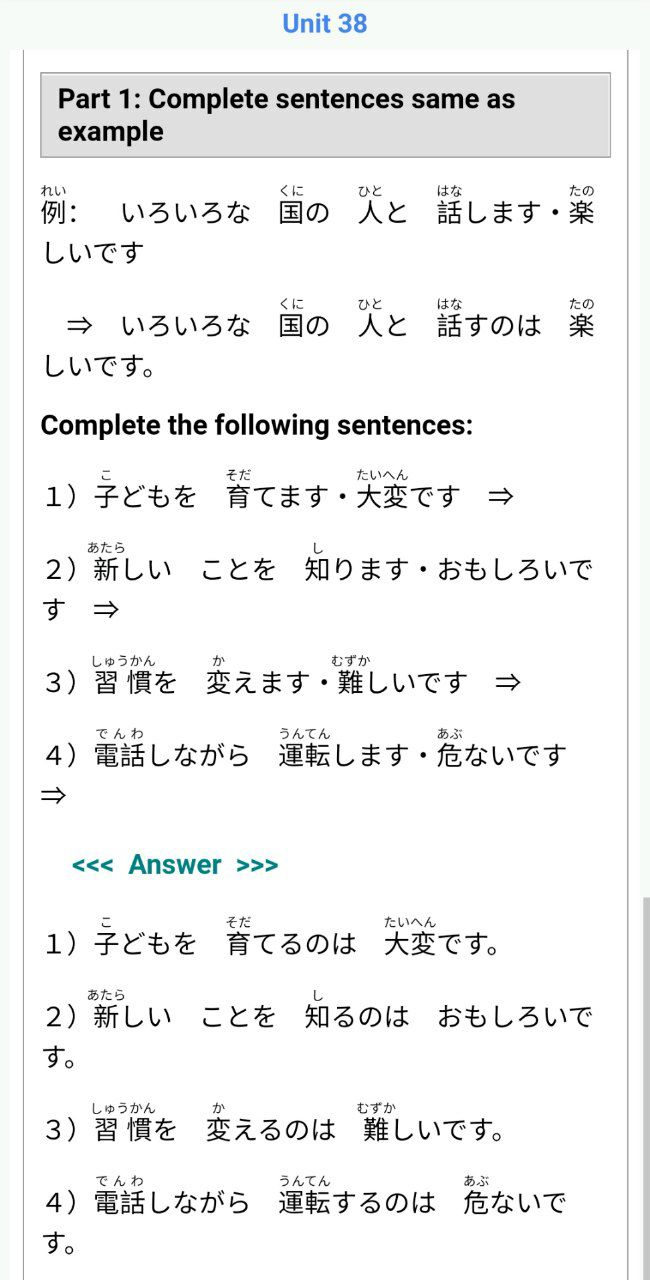 Unit 38
Part 1: Complete sentences same as
example
れい くに ひと はな たの
例： いろいろな 国の 人と 話します・楽
しいです
くに ひと はな たの
⇒ いろいろな 国の 人と 話すのは 楽
しいです。
Complete the following sentences:
こ そだ たいへん
１）子どもを 育てます・大変です ⇒
あたら し
２）新しい ことを 知ります・おもしろいで
す ⇒
しゅうかん か むずか
３）習慣を 変えます・難しいです ⇒
でんわ うんてん あぶ
４）電話しながら 運転します・危ないです
⇒
<<< Answer >>>
こ そだ たいへん
１）子どもを 育てるのは 大変です。
あたら し
２）新しい ことを 知るのは おもしろいで
す。
しゅうかん か むずか
３）習慣を 変えるのは 難しいです。
でんわ うんてん あぶ
４）電話しながら 運転するのは 危ないで
す。